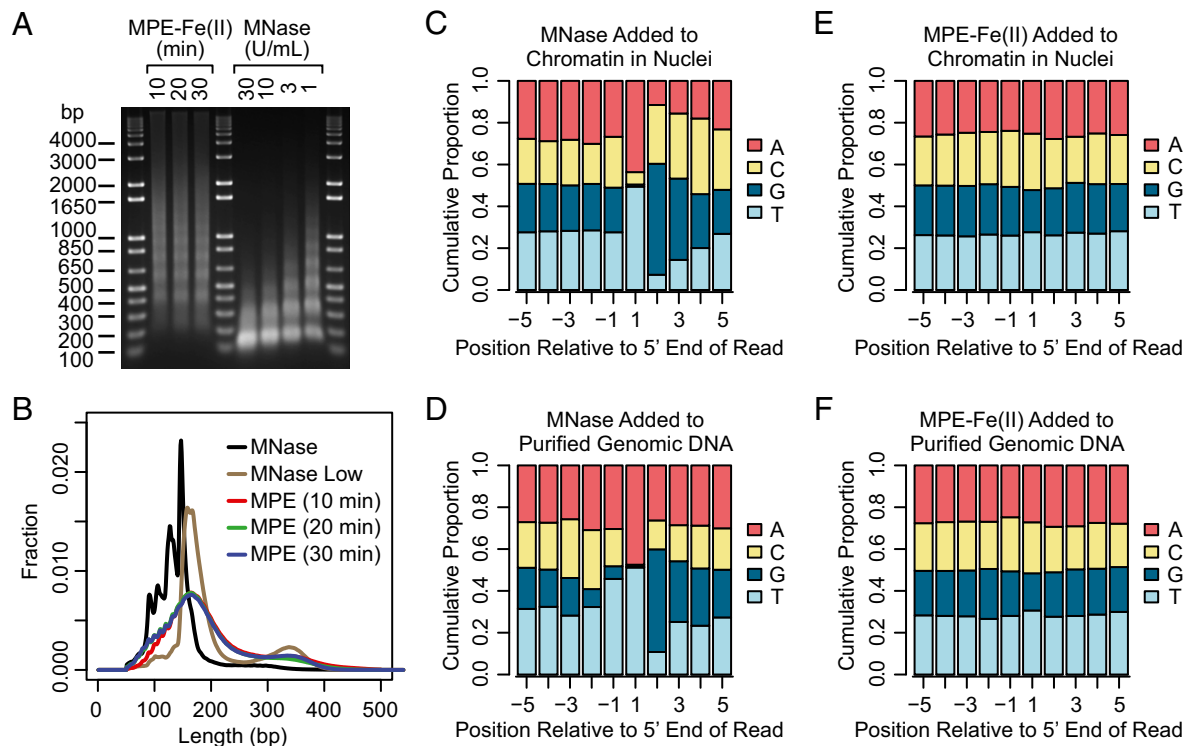 A
MPE-Fe(II)
(min)
MNase
(U/mL)
10 20 30 30 10 3 1
bp
4000
3000
2000
1650
1000
850
650
500
400
300
200
100
B
MNase
MNase Low
MPE (10 min)
MPE (20 min)
MPE (30 min)
Fraction
0.020
0.010
0.000
0 100 200 300 400 500
Length (bp)
C
MNase Added to
Chromatin in Nuclei
Cumulative Proportion
1.0
0.8
0.6
0.4
0.2
0.0
A
C
G
T
−5 −3 −1 1 3 5
Position Relative to 5' End of Read
D
MNase Added to
Purified Genomic DNA
Cumulative Proportion
1.0
0.8
0.6
0.4
0.2
0.0
A
C
G
T
−5 −3 −1 1 3 5
Position Relative to 5' End of Read
E
MPE-Fe(II) Added to
Chromatin in Nuclei
Cumulative Proportion
1.0
0.8
0.6
0.4
0.2
0.0
A
C
G
T
−5 −3 −1 1 3 5
Position Relative to 5' End of Read
F
MPE-Fe(II) Added to
Purified Genomic DNA
Cumulative Proportion
1.0
0.8
0.6
0.4
0.2
0.0
A
C
G
T
−5 −3 −1 1 3 5
Position Relative to 5' End of Read